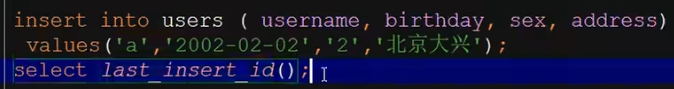 insert into users ( username, birthday, sex, address)
values('a','2002-02-02','2','北京大兴');
select last_insert_id();